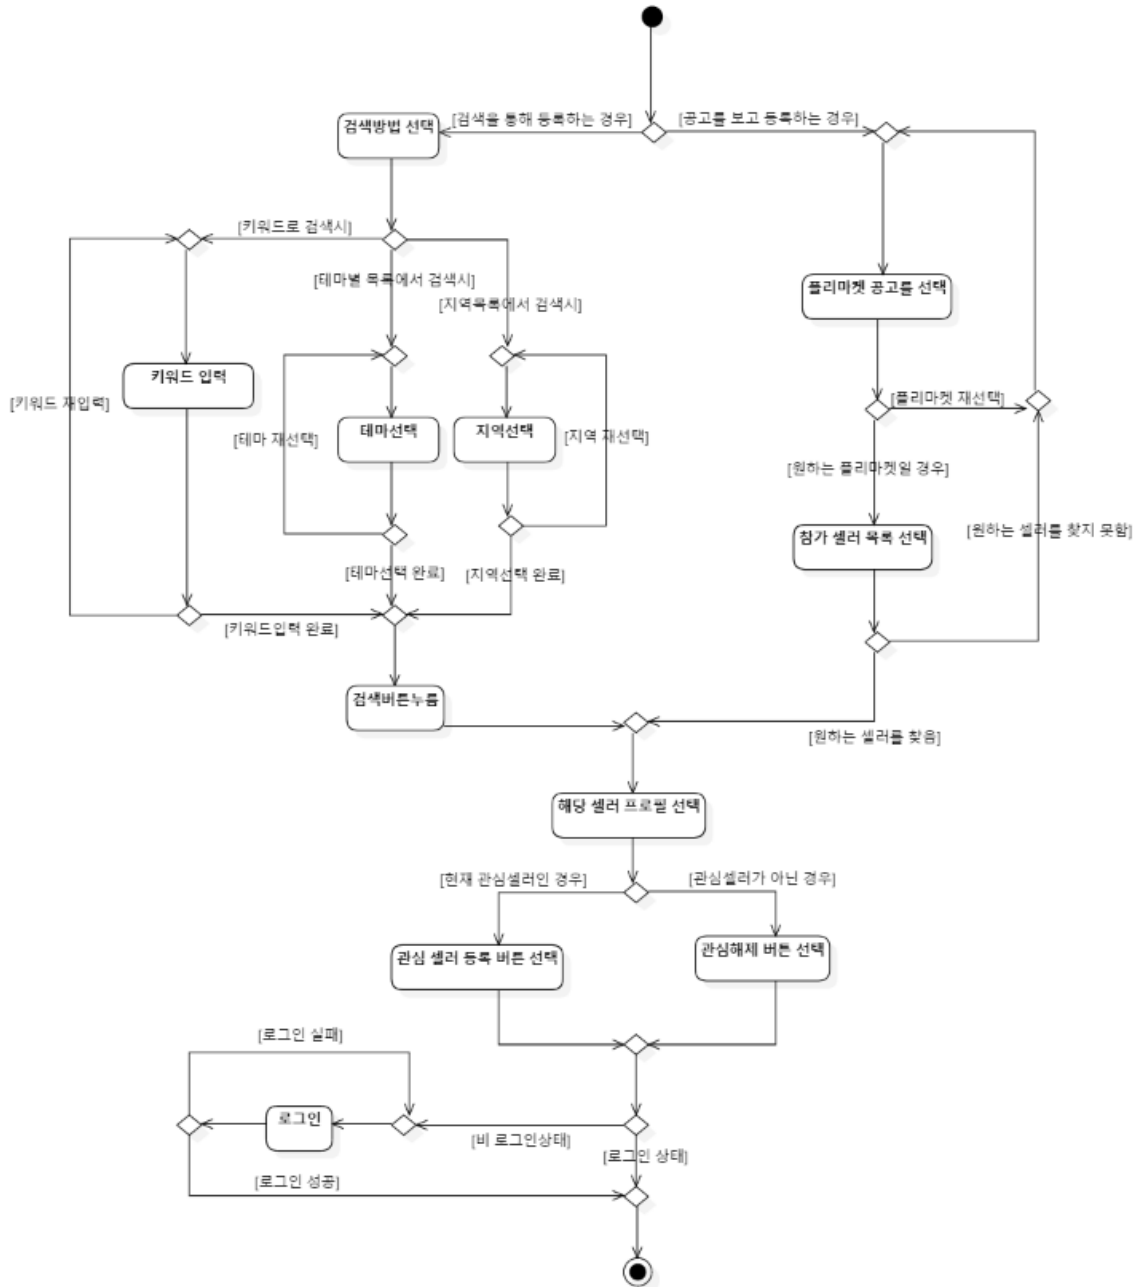 [검색을 통해 등록하는 경우]
[공고를 보고 등록하는 경우]
검색방법 선택
[키워드로 검색시]
[테마별 목록에서 검색시]
[지역목록에서 검색시]
플리마켓 공고를 선택
키워드 입력
[키워드 재입력]
[플리마켓 재선택]
테마선택
지역선택
[테마 재선택]
[지역 재선택]
[원하는 플리마켓일 경우]
참가 셀러 목록 선택
[원하는 셀러를 찾지 못함]
[테마선택 완료]
[지역선택 완료]
[키워드입력 완료]
검색버튼누름
[원하는 셀러를 찾음]
해당 셀러 프로필 선택
[현재 관심셀러인 경우]
[관심셀러가 아닌 경우]
관심 셀러 등록 버튼 선택
관심해제 버튼 선택
[로그인 실패]
로그인
[비 로그인상태]
[로그인 상태]
[로그인 성공]